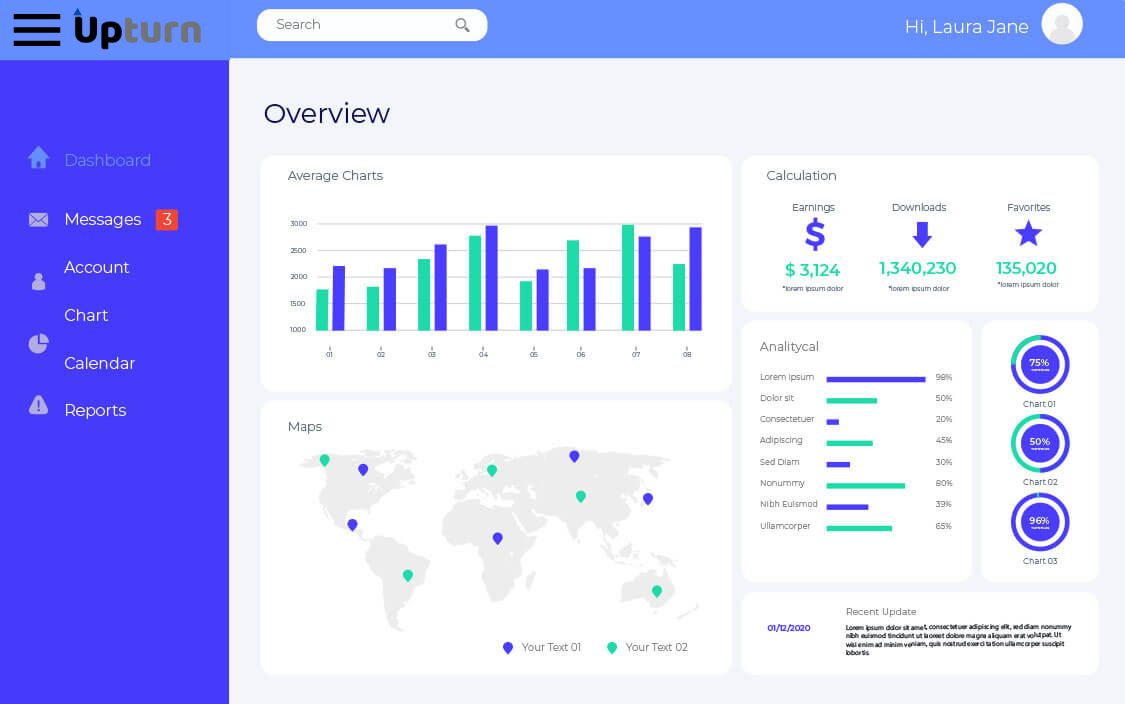 Upturn
Search
Hi, Laura Jane
Dashboard
Messages 3
Account
Chart
Calendar
Reports
Overview
Average Charts
3000
2500
2000
1500
1000
01 02 03 04 05 06 07 08
Maps
Your Text 01 Your Text 02
Calculation
Earnings Downloads Favorites
$
$ 3,124 1,340,230 135,020
*lorem ipsum dolor *lorem ipsum dolor *lorem ipsum dolor
Analitycal
Lorem Ipsum 98%
Dolor sit 50%
Consectetuer 20%
Adipiscing 45%
Sed Diam 30%
Nonummy 80%
Nibh Euismod 39%
Ullamcorper 65%
75%
Chart 01
50%
Chart 02
96%
Chart 03
01/12/2020
Recent Update
Lorem ipsum dolor sit amet, consectetuer adipiscing elit, sed diam nonummy
nibh euismod tincidunt ut laoreet dolore magna aliquam erat volutpat. Ut
wisi enim ad minim veniam, quis nostrud exerci tation ullamcorper suscipit
lobortis